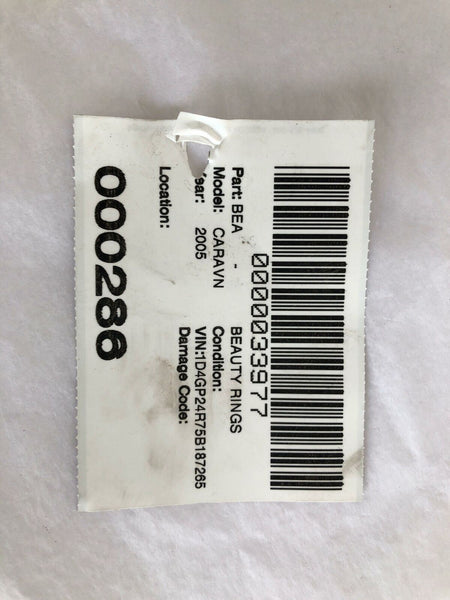 0000033977
Part: BEA - BEAUTY RINGS
Model: CARAVN Condition:
Year: 2005 VIN:1D4GP24R75B187265
Damage Code:
Location:
000286